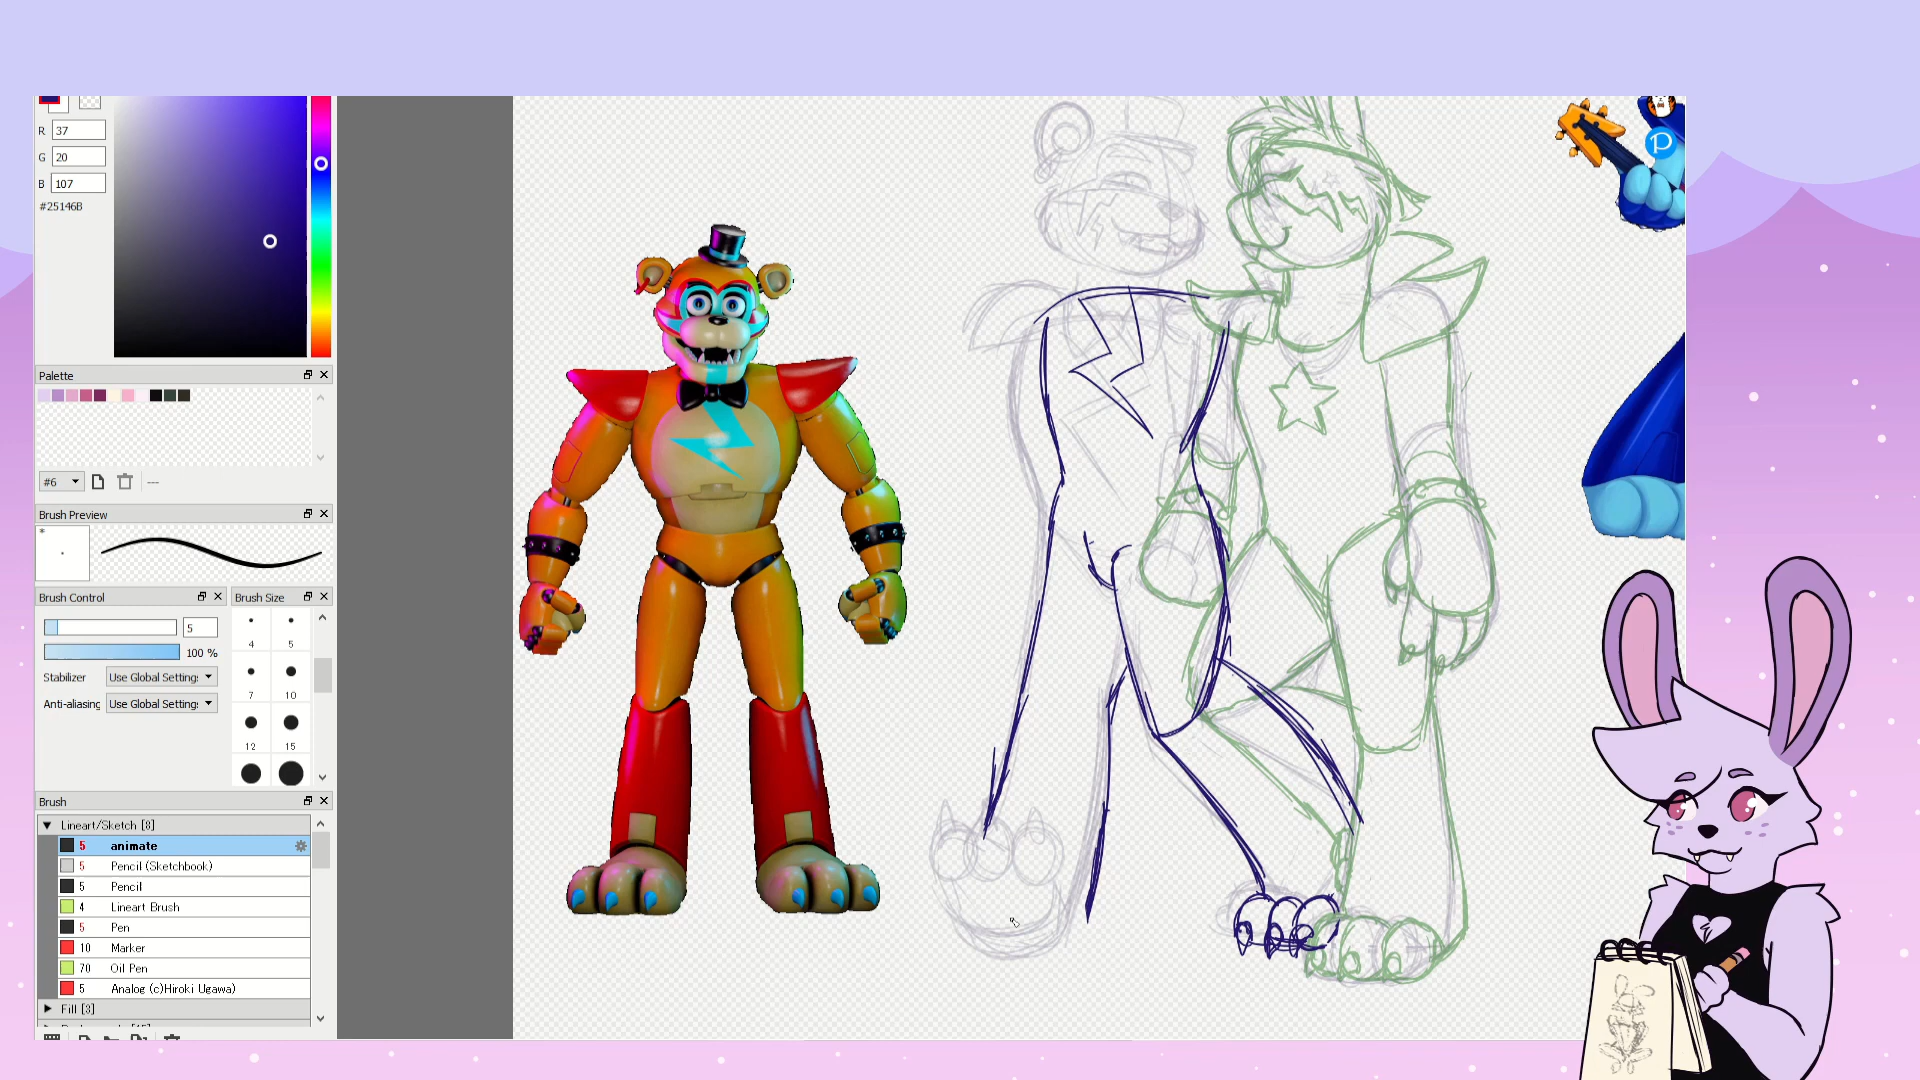 R 37
G 20
B 107
#25146B
Palette
#6
---
Brush Preview
*
Brush Control
Brush Size
5
4 5
100 %
Stabilizer Use Global Setting:
7 10
Anti-aliasing Use Global Setting:
12 15
Brush
Lineart/Sketch [8]
5 animate
5 Pencil (Sketchbook)
5 Pencil
4 Lineart Brush
5 Pen
10 Marker
70 Oil Pen
5 Analog (c)Hiroki Ugawa)
Fill [3]